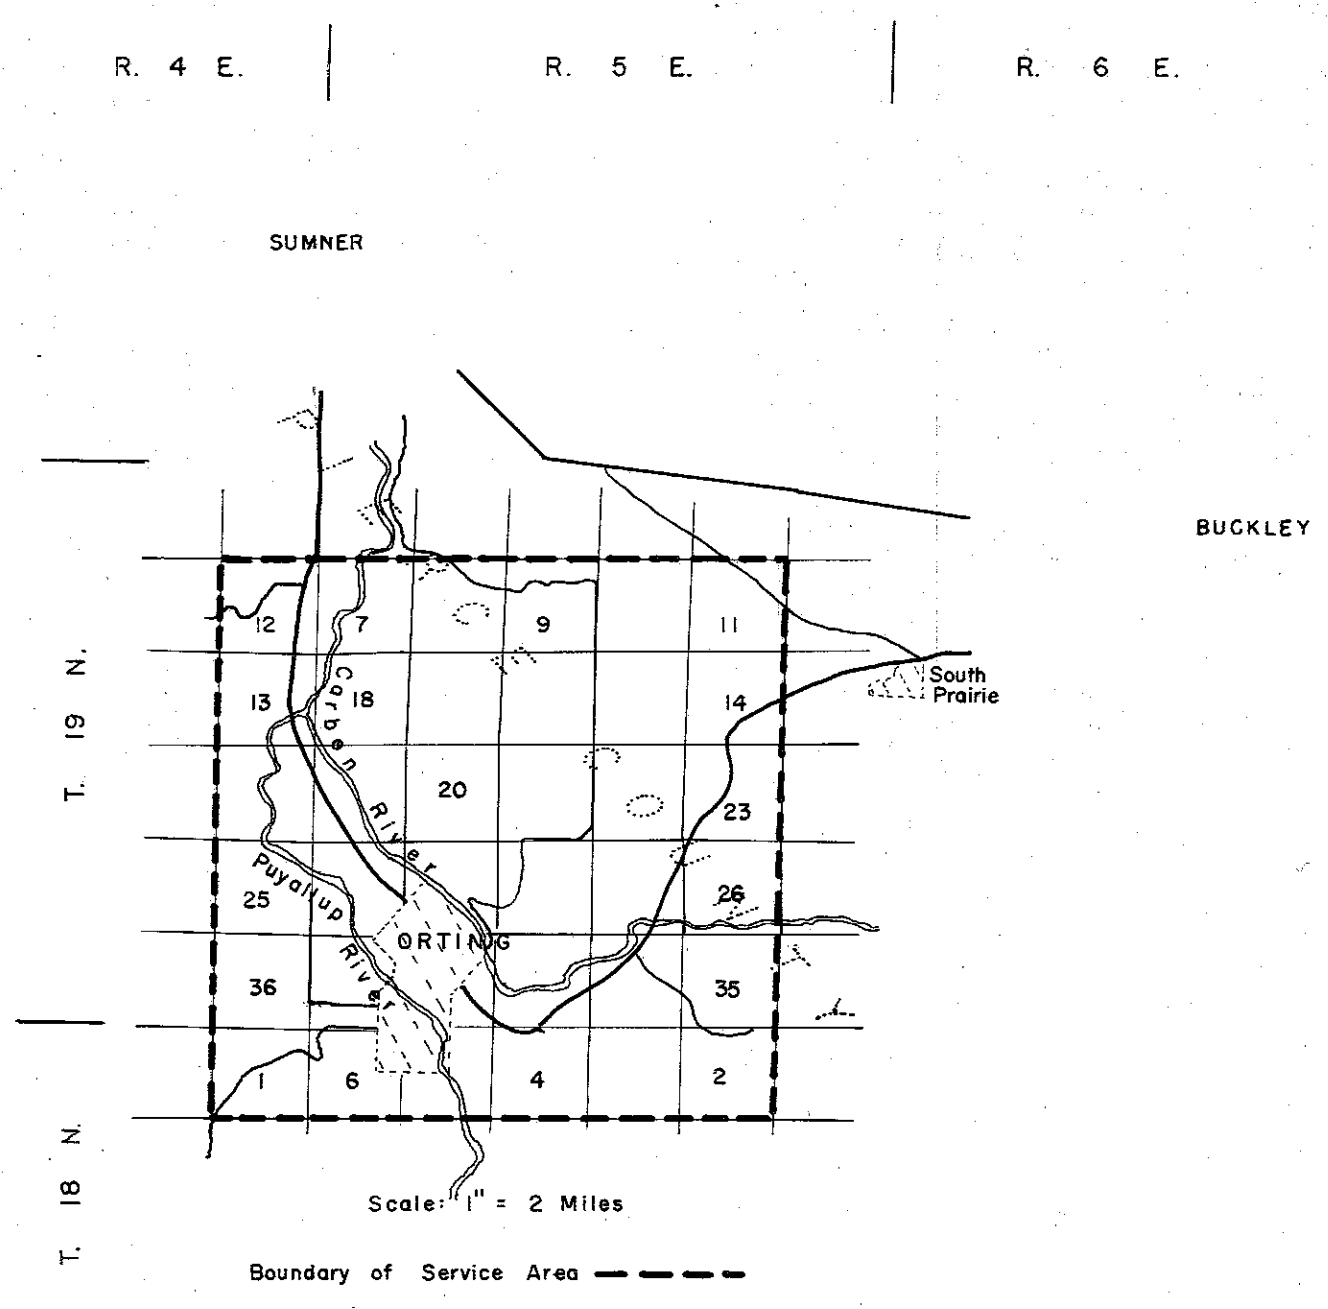 R. 4 E.
R. 5 E.
R. 6 E.
SUMNER
BUCKLEY
T. 19 N.
12
7
9
11
South
Prairie
13
18
14
Carbon River
20
23
Puyallup River
25
26
ORTING
36
35
1
6
4
2
PIERCE
COUNTY
T. 18 N.
Scale: 1" = 2 Miles
Boundary of Service Area